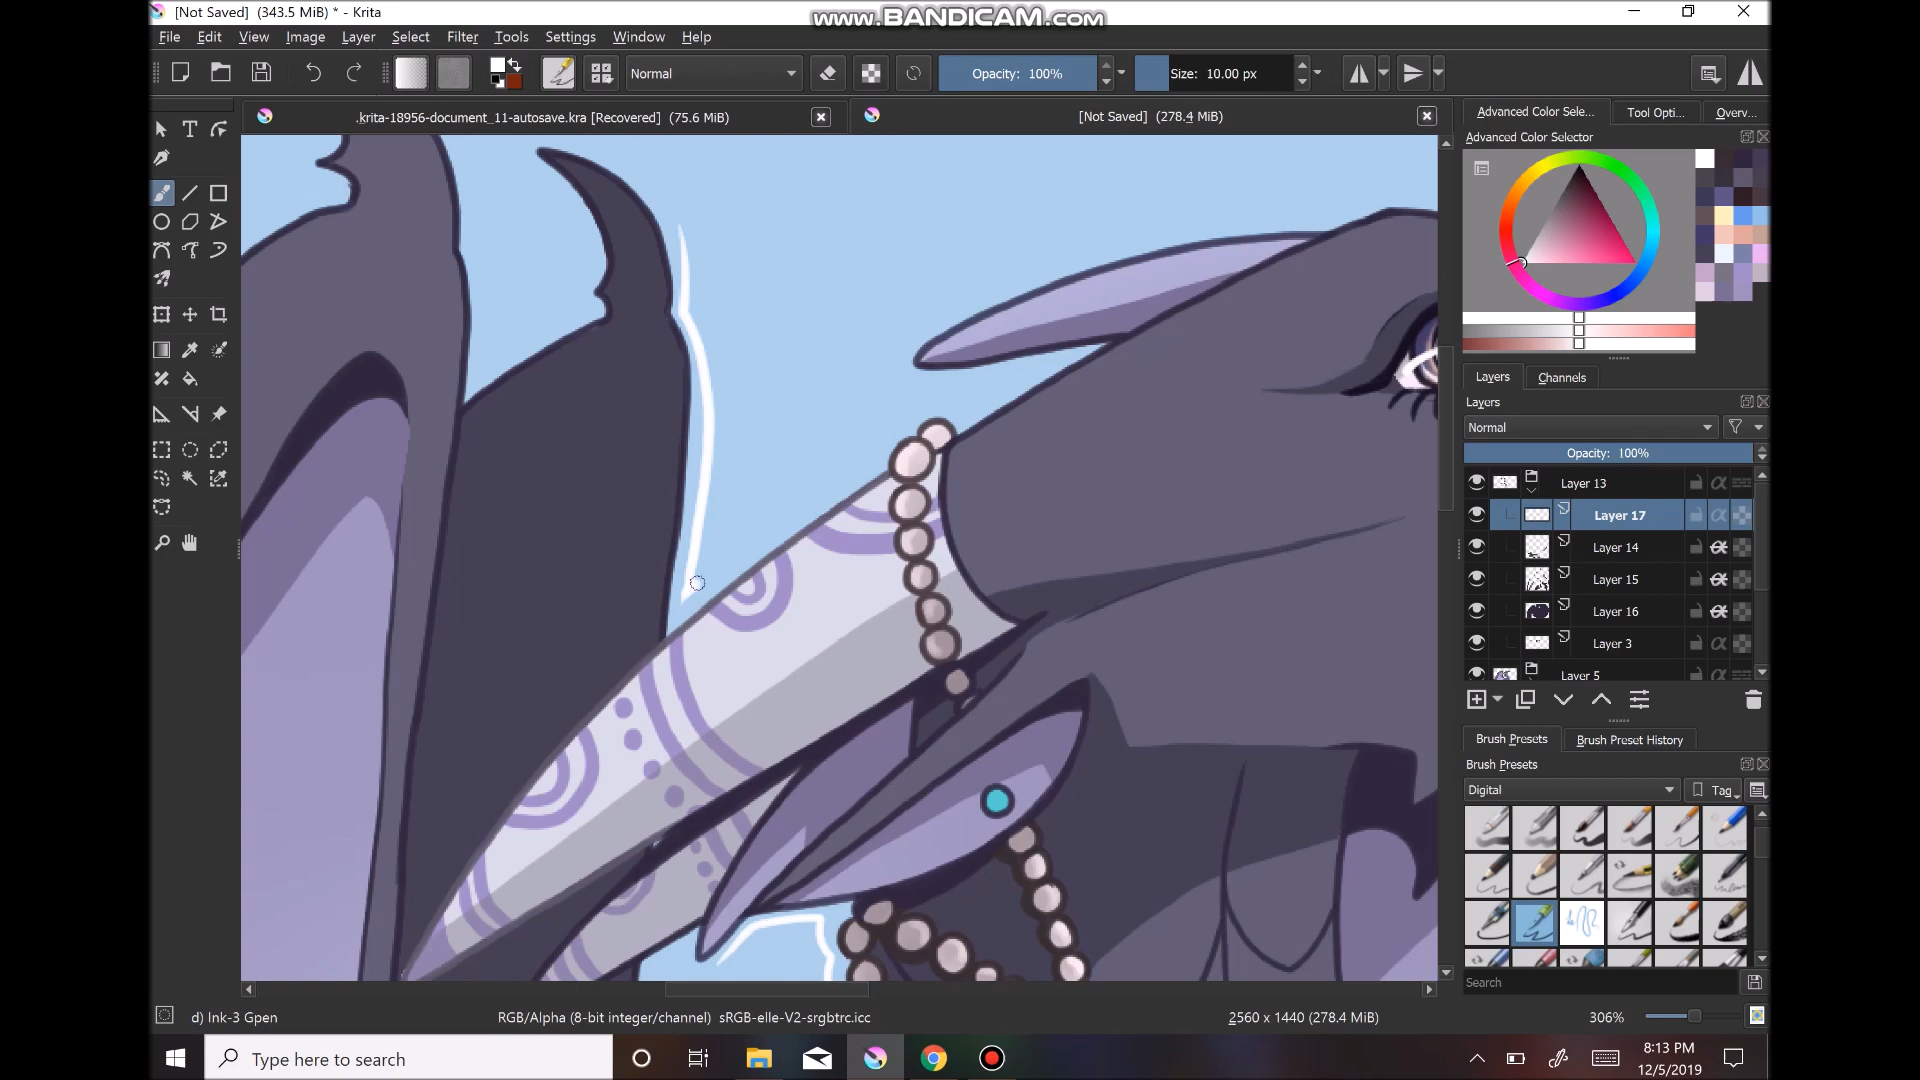 [Not Saved] (343.5 MiB) * - Krita
www.BANDICAM.com
File Edit View Image Layer Select Filter Tools Settings Window Help
Normal
Opacity: 100%
Size: 10.00 px
.krita-18956-document_11-autosave.kra [Recovered] (75.6 MiB)
[Not Saved] (278.4 MiB)
Advanced Color Sele... Tool Opti... Overv...
Advanced Color Selector
Layers Channels
Layers
Normal
Opacity: 100%
Layer 13
Layer 17
Layer 14
Layer 15
Layer 16
Layer 3
Layer 5
Brush Presets Brush Preset History
Brush Presets
Digital
Tag
Search
d) Ink-3 Gpen
RGB/Alpha (8-bit integer/channel) sRGB-elle-V2-srgbtrc.icc
2560 x 1440 (278.4 MiB)
306%
Type here to search
8:13 PM
12/5/2019